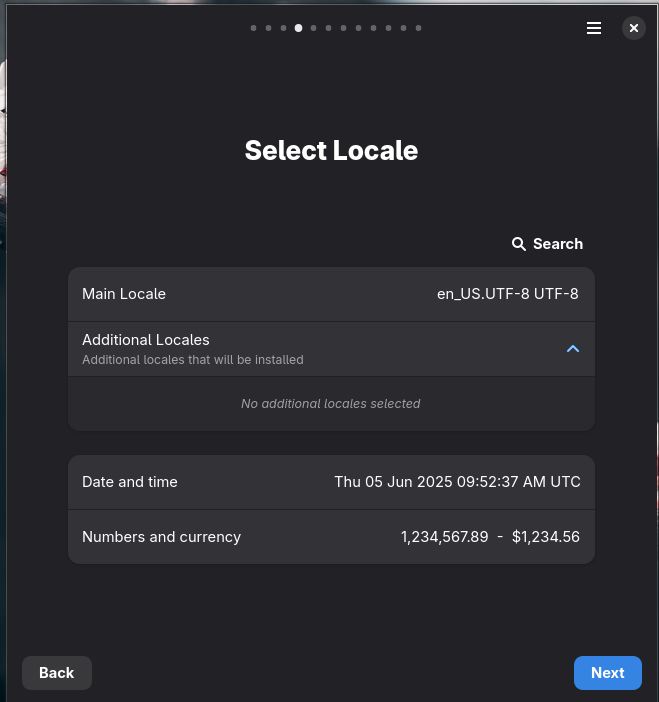 Select Locale
Search
Main Locale en_US.UTF-8 UTF-8
Additional Locales
Additional locales that will be installed
No additional locales selected
Date and time Thu 05 Jun 2025 09:52:37 AM UTC
Numbers and currency 1,234,567.89 - $1,234.56
Back Next